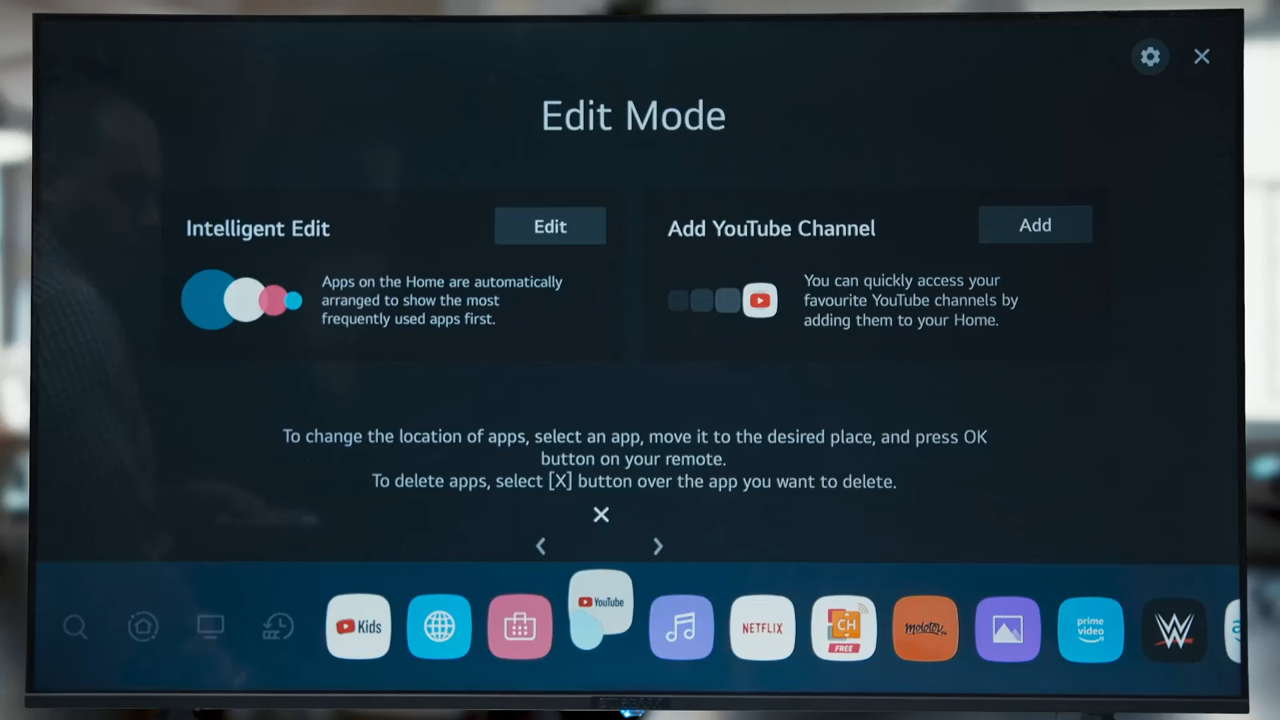 Edit Mode
Intelligent Edit
Edit
Apps on the Home are automatically
arranged to show the most
frequently used apps first.
Add YouTube Channel
Add
You can quickly access your
favourite YouTube channels by
adding them to your Home.
To change the location of apps, select an app, move it to the desired place, and press OK
button on your remote.
To delete apps, select [X] button over the app you want to delete.
Kids
YouTube
NETFLIX
CH
FREE
molotov.
prime
video
W